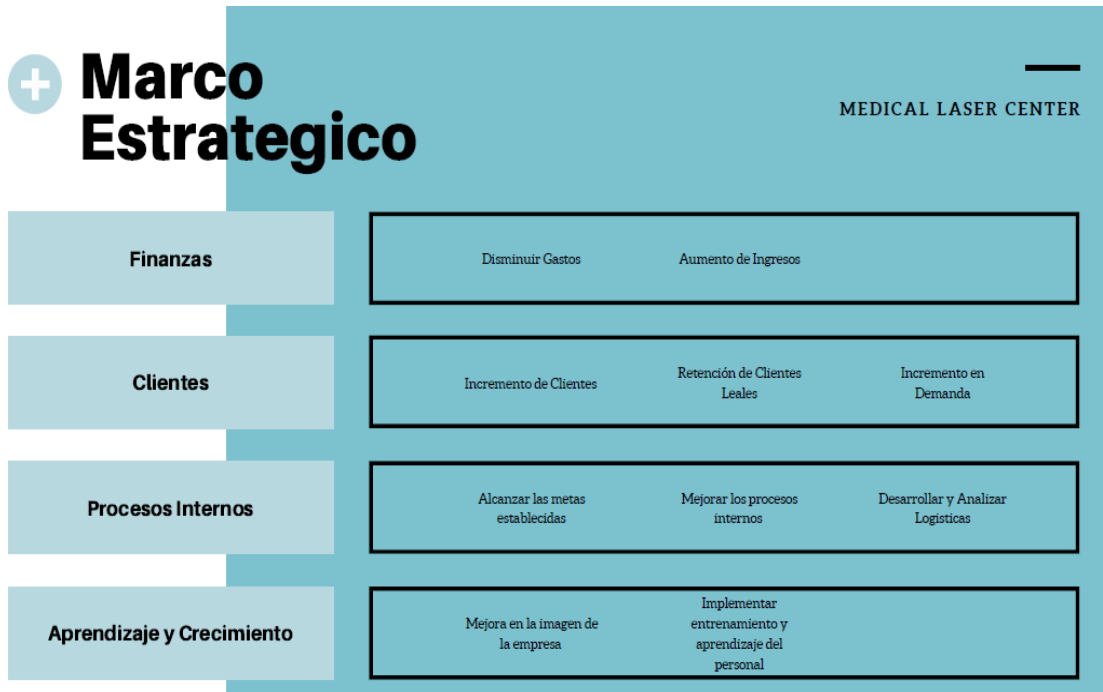 + Marco
Estrategico
MEDICAL LASER CENTER
Finanzas
Disminuir Gastos
Aumento de Ingresos
Clientes
Incremento de Clientes
Retención de Clientes
Leales
Incremento en
Demanda
Procesos Internos
Alcanzar las metas
establecidas
Mejorar los procesos
internos
Desarrollar y Analizar
Logisticas
Aprendizaje y Crecimiento
Mejora en la imagen de
la empresa
Implementar
entrenamiento y
aprendizaje del
personal